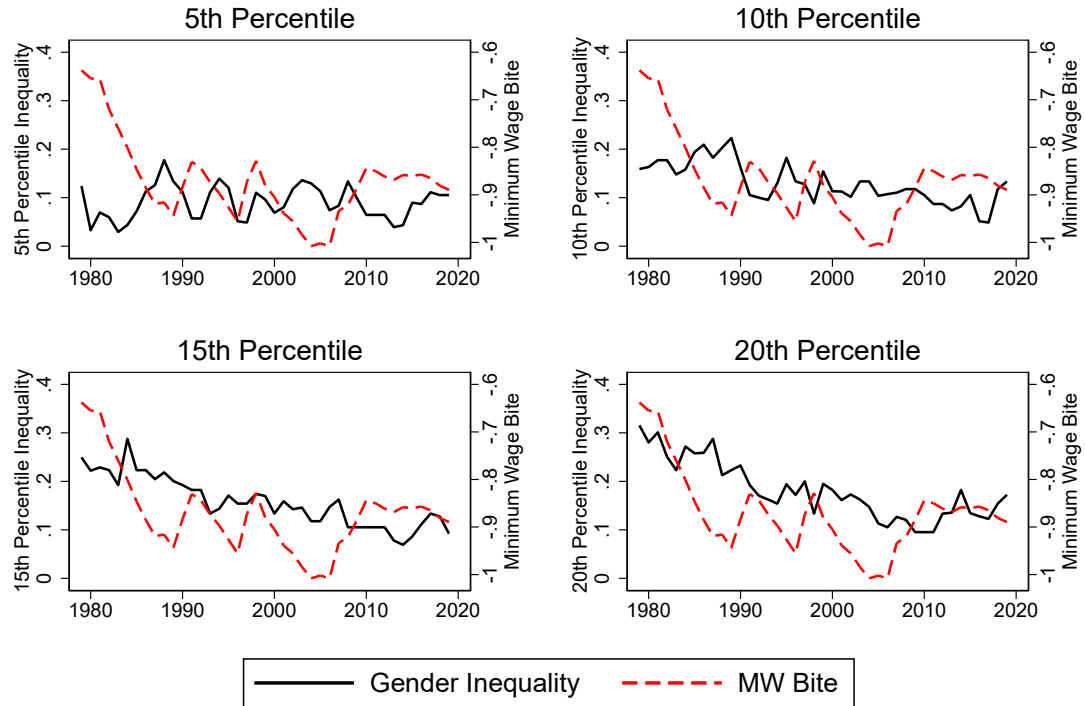 5th Percentile
5th Percentile Inequality
.4
.3
.2
.1
0
-.6
-.7
-.8
-.9
-1
Minimum Wage Bite
1980 1990 2000 2010 2020
10th Percentile
10th Percentile Inequality
.4
.3
.2
.1
0
-.6
-.7
-.8
-.9
-1
Minimum Wage Bite
1980 1990 2000 2010 2020
15th Percentile
15th Percentile Inequality
.4
.3
.2
.1
0
-.6
-.7
-.8
-.9
-1
Minimum Wage Bite
1980 1990 2000 2010 2020
20th Percentile
20th Percentile Inequality
.4
.3
.2
.1
0
-.6
-.7
-.8
-.9
-1
Minimum Wage Bite
1980 1990 2000 2010 2020
Gender Inequality MW Bite